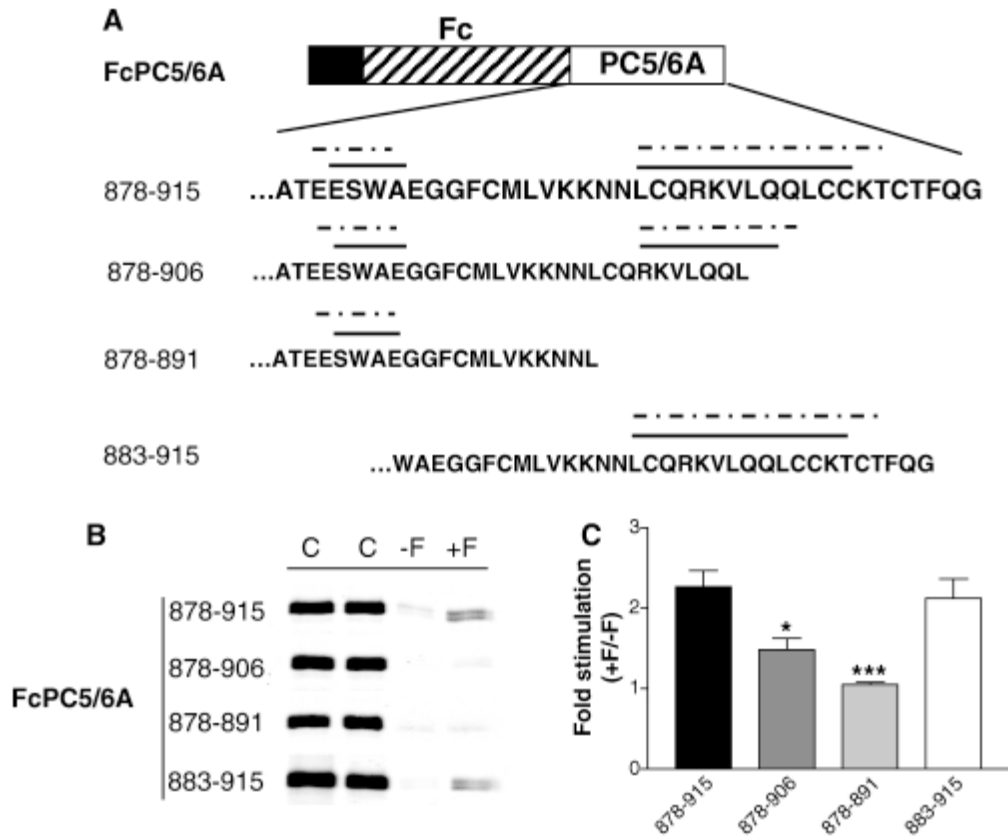 A
Fc
FcPC5/6A
PC5/6A
878-915 ...ATEESWAEGGFCMLVKKNNLCQRKVLQQLCCKTCTFQG
878-906 ...ATEESWAEGGFCMLVKKNNLCQRKVLQQL
878-891 ...ATEESWAEGGFCMLVKKNNL
883-915 ...WAEGGFCMLVKKNNLCQRKVLQQLCCKTCTFQG
B
C C -F +F
FcPC5/6A
878-915
878-906
878-891
883-915
C
Fold stimulation
(+F/-F)
3
2
1
0
*
***
878-915
878-906
878-891
883-915